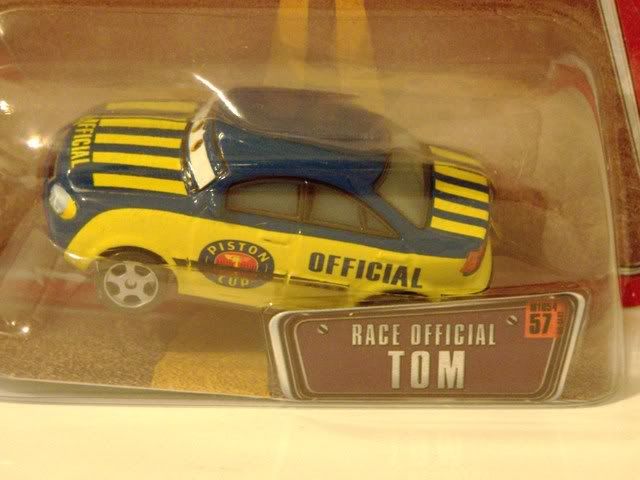 OFFICIAL
PISTON
CUP
OFFICIAL
57
RACE OFFICIAL
TOM